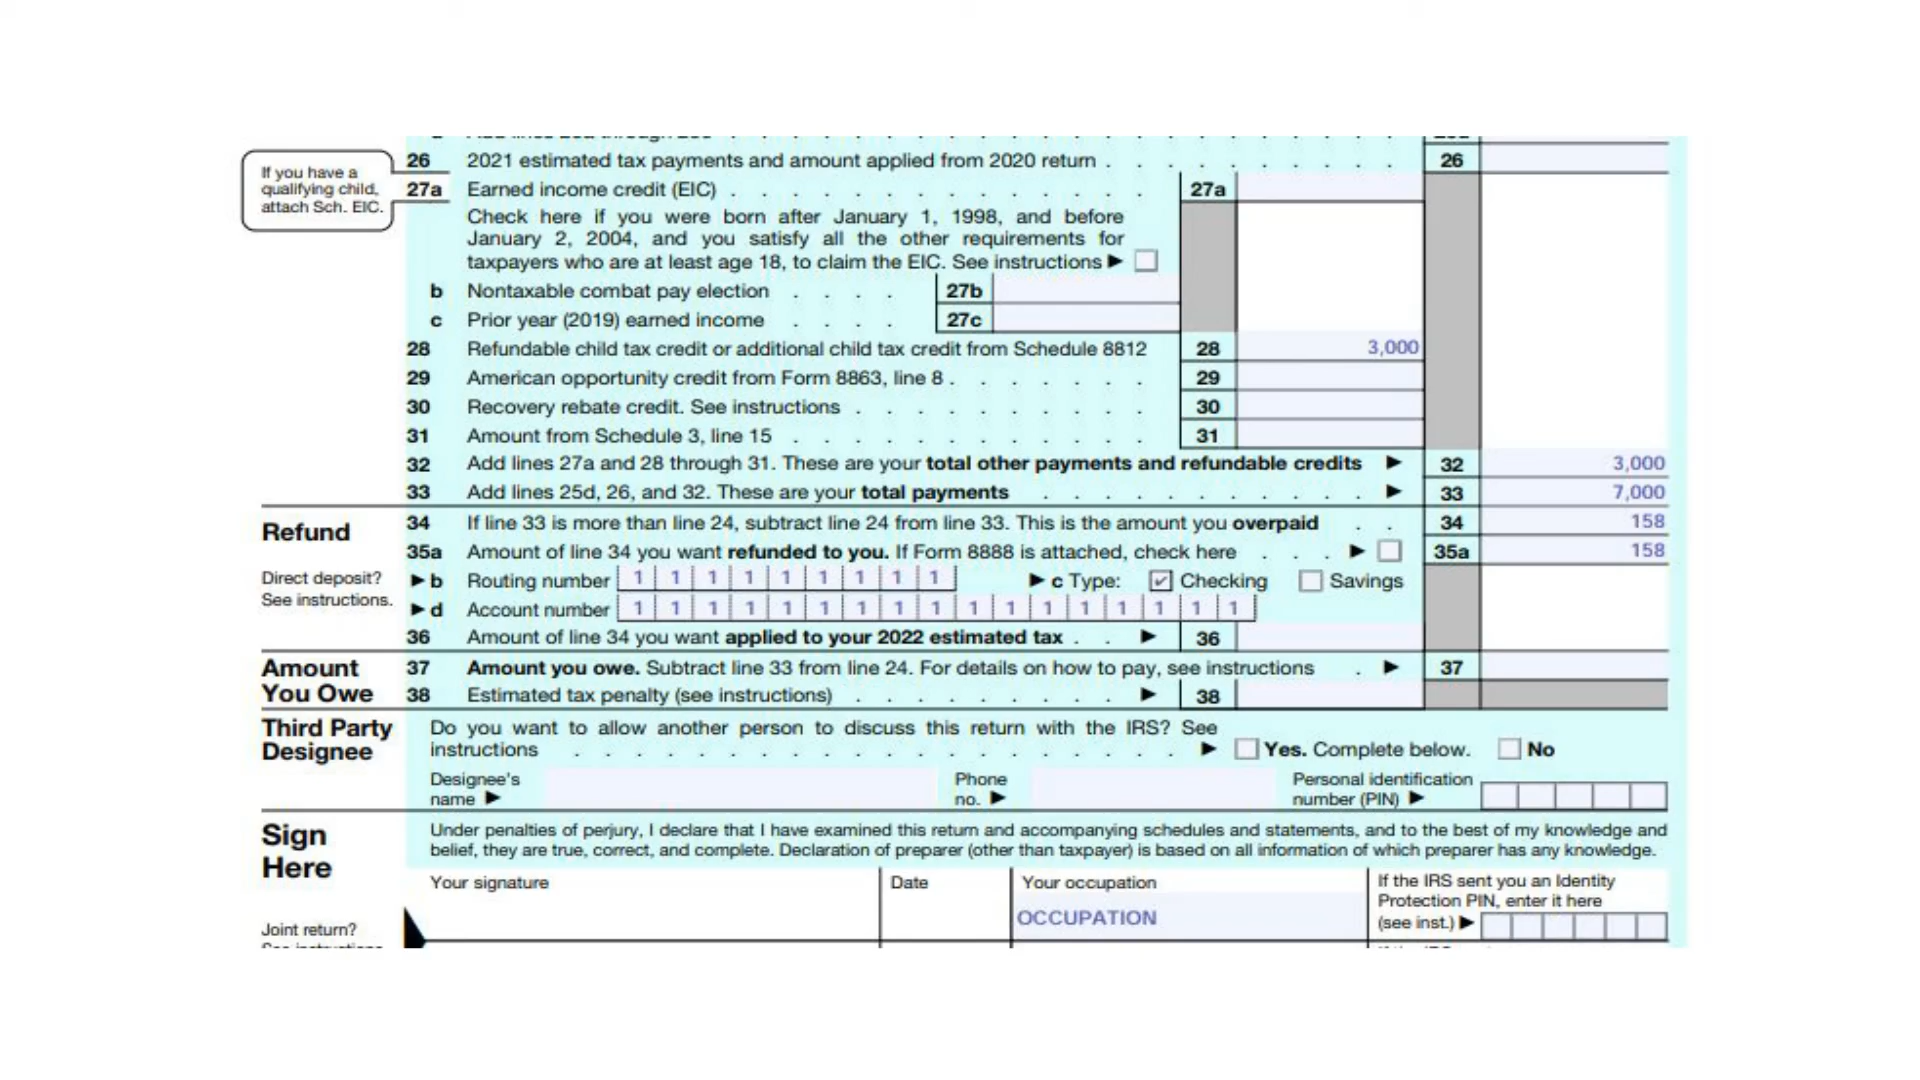 26 2021 estimated tax payments and amount applied from 2020 return . . . . . . . . . . 26
If you have a qualifying child, attach Sch. EIC.
27a Earned income credit (EIC) . . . . . . . . . . . . . . 27a
Check here if you were born after January 1, 1998, and before
January 2, 2004, and you satisfy all the other requirements for
taxpayers who are at least age 18, to claim the EIC. See instructions ▶
b Nontaxable combat pay election . . . . 27b
c Prior year (2019) earned income . . . . 27c
28 Refundable child tax credit or additional child tax credit from Schedule 8812 28 3,000
29 American opportunity credit from Form 8863, line 8 . . . . . . . 29
30 Recovery rebate credit. See instructions . . . . . . . . . . 30
31 Amount from Schedule 3, line 15 . . . . . . . . . . . . 31
32 Add lines 27a and 28 through 31. These are your total other payments and refundable credits ▶ 32 3,000
33 Add lines 25d, 26, and 32. These are your total payments . . . . . . . . . . ▶ 33 7,000
Refund
34 If line 33 is more than line 24, subtract line 24 from line 33. This is the amount you overpaid . . 34 158
35a Amount of line 34 you want refunded to you. If Form 8888 is attached, check here . . . ▶ 35a 158
Direct deposit?
See instructions.
▶ b Routing number 1 1 1 1 1 1 1 1 1 ▶ c Type: ✓ Checking Savings
▶ d Account number 1 1 1 1 1 1 1 1 1 1 1 1 1 1 1 1 1
36 Amount of line 34 you want applied to your 2022 estimated tax . . ▶ 36
Amount You Owe
37 Amount you owe. Subtract line 33 from line 24. For details on how to pay, see instructions . ▶ 37
38 Estimated tax penalty (see instructions) . . . . . . . . . ▶ 38
Third Party Designee
Do you want to allow another person to discuss this return with the IRS? See
instructions . . . . . . . . . . . . . . . . . . . . ▶ Yes. Complete below. No
Designee's name ▶ Phone no. ▶ Personal identification number (PIN) ▶
Sign Here
Under penalties of perjury, I declare that I have examined this return and accompanying schedules and statements, and to the best of my knowledge and
belief, they are true, correct, and complete. Declaration of preparer (other than taxpayer) is based on all information of which preparer has any knowledge.
Your signature Date Your occupation
OCCUPATION
If the IRS sent you an Identity
Protection PIN, enter it here
(see inst.) ▶
Joint return?